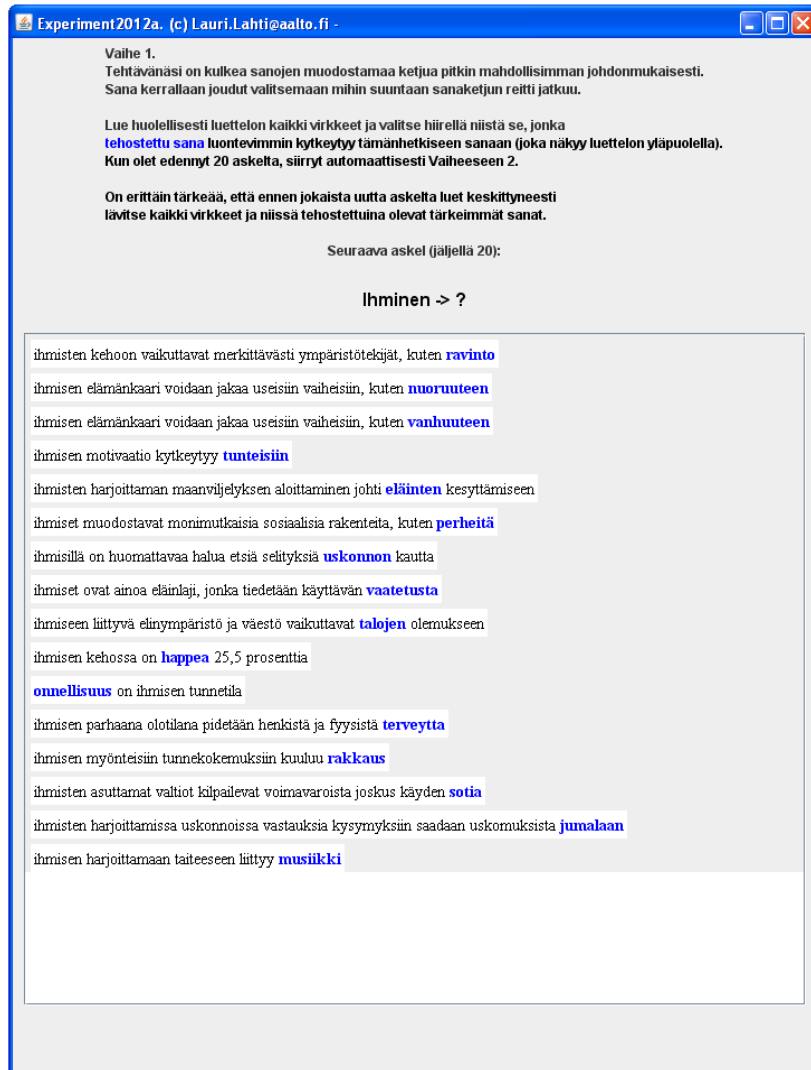 Experiment2012a. (c) Lauri.Lahti@aalto.fi -
Vaihe 1.
Tehtävänäsi on kulkea sanojen muodostamaa ketjua pitkin mahdollisimman johdonmukaisesti.
Sana kerrallaan joudut valitsemaan mihin suuntaan sanaketjun reitti jatkuu.
Lue huolellisesti luettelon kaikki virkkeet ja valitse hiirellä niistä se, jonka
tehostettu sana luontevimmin kytkeytyy tämänhetkiseen sanaan (joka näkyy luettelon yläpuolella).
Kun olet edennyt 20 askelta, siirryt automaattisesti Vaiheeseen 2.
On erittäin tärkeää, että ennen jokaista uutta askelta luet keskittyneesti
lävitse kaikki virkkeet ja niissä tehostettuina olevat tärkeimmät sanat.
Seuraava askel (jäljellä 20):
Ihminen -> ?
ihmisten kehoon vaikuttavat merkittävästi ympäristötekijät, kuten ravinto
ihmisen elämänkaari voidaan jakaa useisiin vaiheisiin, kuten nuoruuteen
ihmisen elämänkaari voidaan jakaa useisiin vaiheisiin, kuten vanhuuteen
ihmisen motivaatio kytkeytyy tunteisiin
ihmisten harjoittaman maanviljelyksen aloittaminen johti eläinten kesyttämiseen
ihmiset muodostavat monimutkaisia sosiaalisia rakenteita, kuten perheitä
ihmisillä on huomattavaa halua etsiä selityksiä uskonnon kautta
ihmiset ovat ainoa eläinlaji, jonka tiedetään käyttävän vaatetusta
ihmiseen liittyvä elinympäristö ja väestö vaikuttavat talojen olemukseen
ihmisen kehossa on happea 25,5 prosenttia
onnellisuus on ihmisen tunnetila
ihmisen parhaana olotilana pidetään henkistä ja fyysistä terveytta
ihmisen myönteisiin tunnekokemuksiin kuuluu rakkaus
ihmisten asuttamat valtiot kilpailevat voimavaroista joskus käyden sotia
ihmisten harjoittamissa uskonnoissa vastauksia kysymyksiin saadaan uskomuksista jumalaan
ihmisen harjoittamaan taiteeseen liittyy musiikki